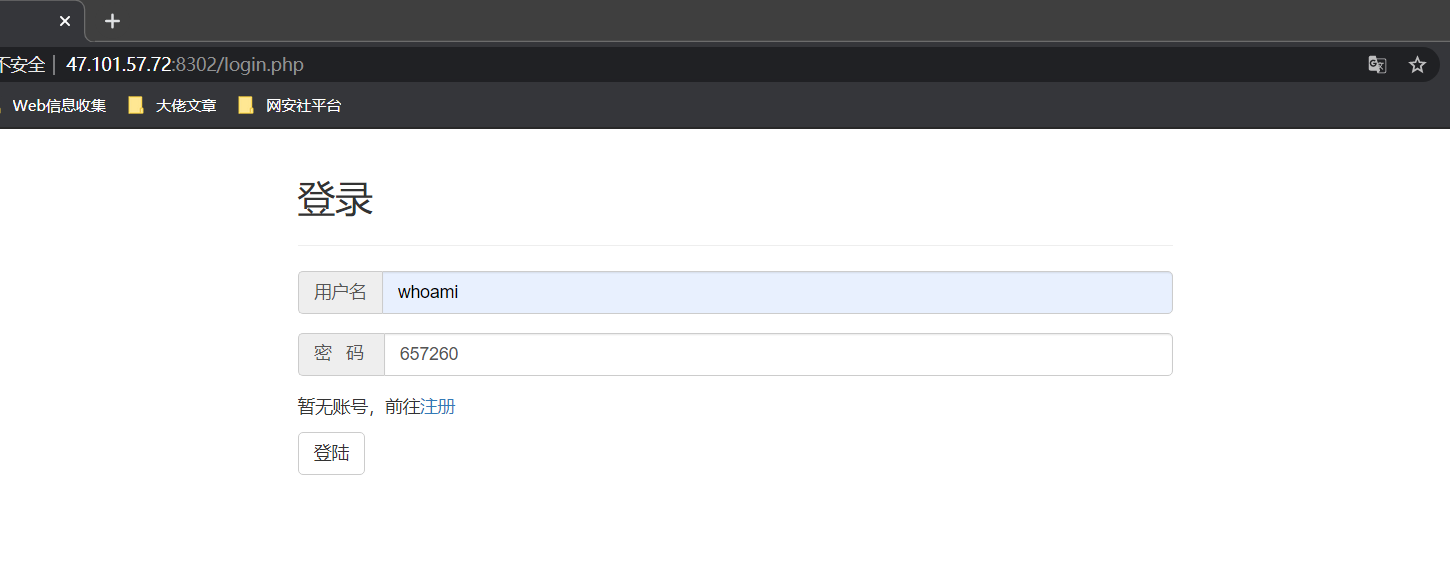 不安全 47.101.57.72:8302/login.php
Web信息收集 大佬文章 网安社平台
登录
用户名 whoami
密 码 657260
暂无账号，前往注册
登陆